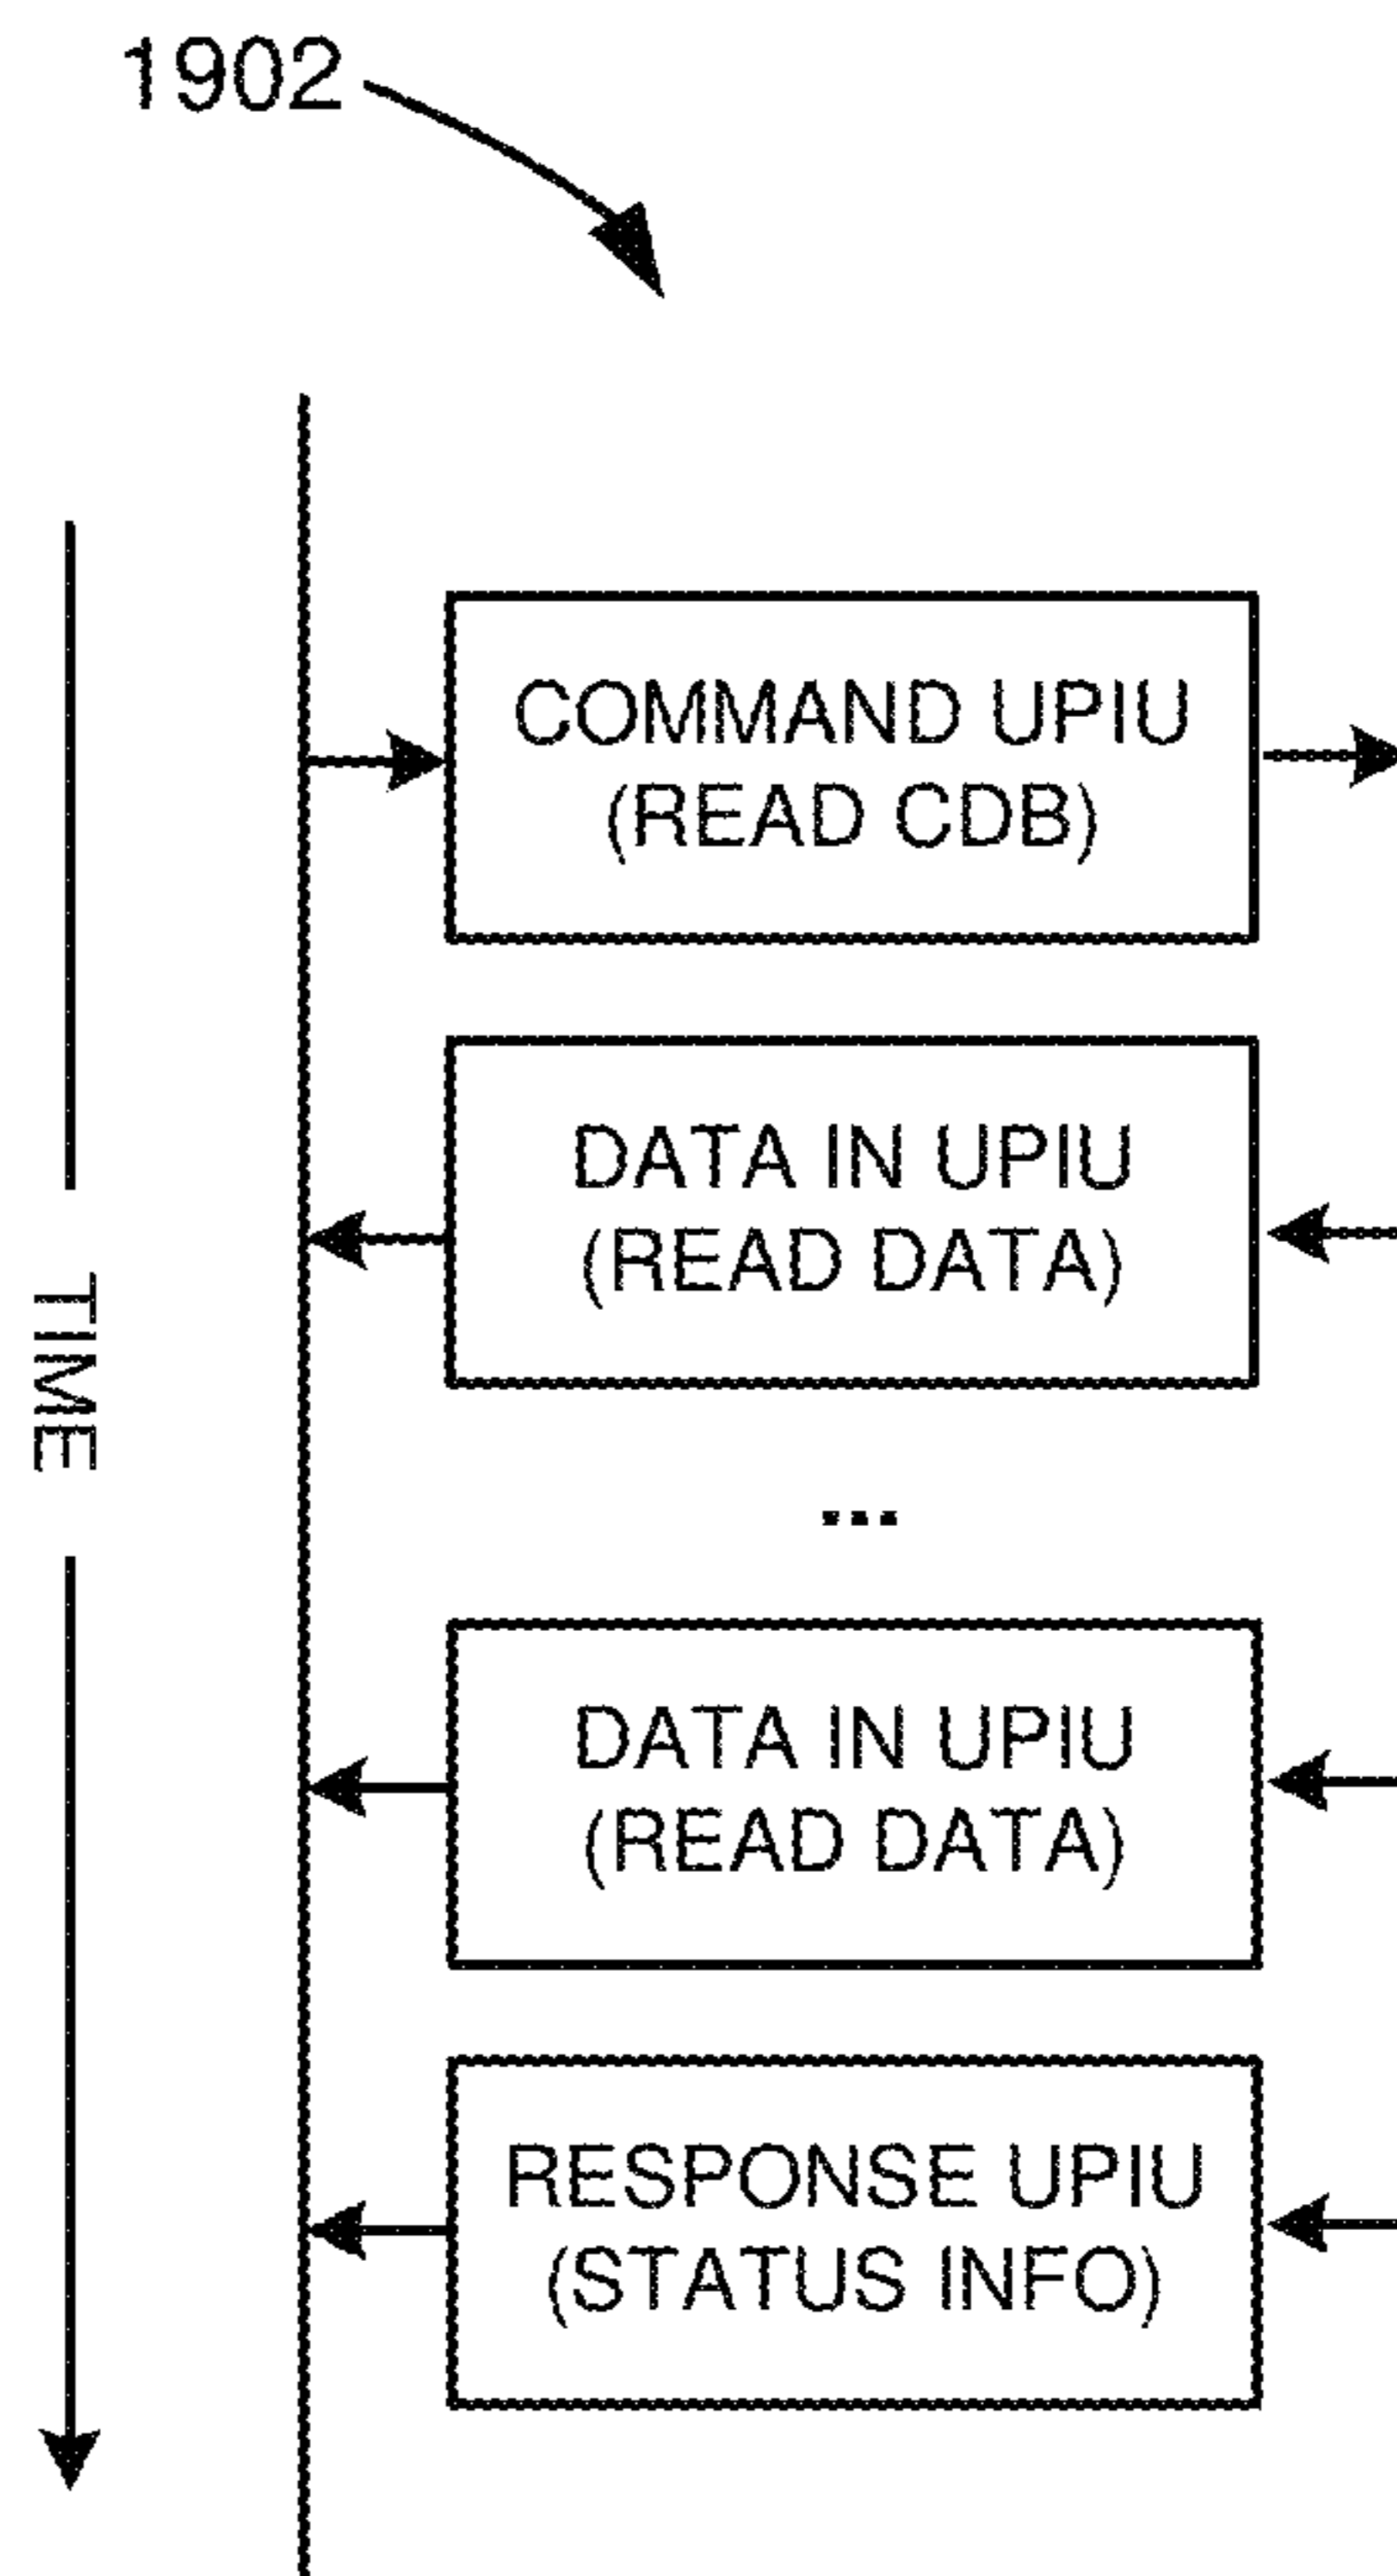 1902
COMMAND UPIU
(READ CDB)
DATA IN UPIU
(READ DATA)
TIME
...
DATA IN UPIU
(READ DATA)
RESPONSE UPIU
(STATUS INFO)